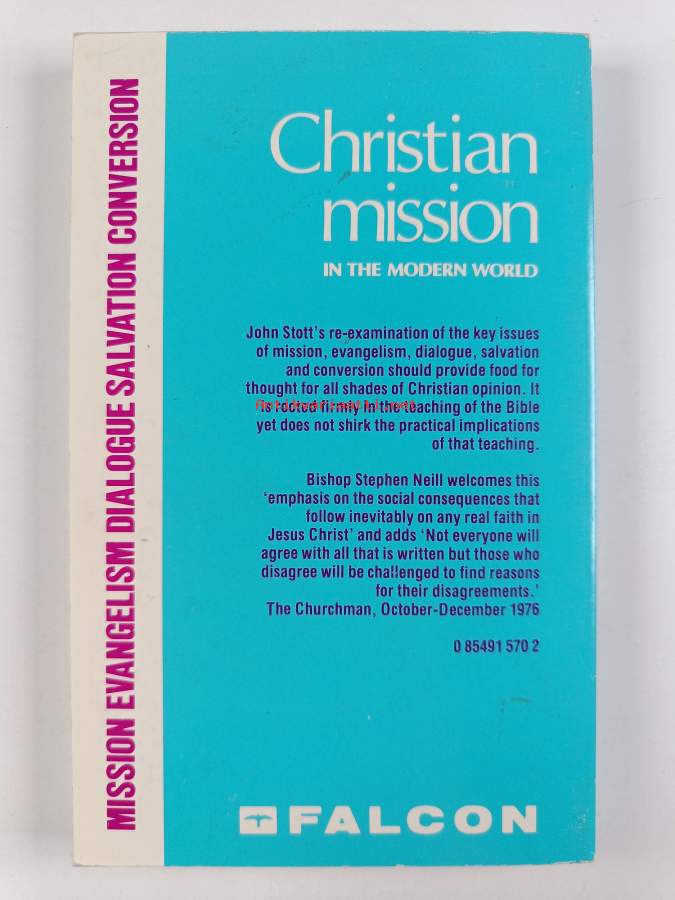 MISSION EVANGELISM DIALOGUE SALVATION CONVERSION
Christian
mission
IN THE MODERN WORLD
John Stott's re-examination of the key issues
of mission, evangelism, dialogue, salvation
and conversion should provide food for
thought for all shades of Christian opinion. It
is rooted firmly in the teaching of the Bible
yet does not shirk the practical implications
of that teaching.
Bishop Stephen Neill welcomes this
‘emphasis on the social consequences that
follow inevitably on any real faith in
Jesus Christ’ and adds ‘Not everyone will
agree with all that is written but those who
disagree will be challenged to find reasons
for their disagreements.’
The Churchman, October-December 1976
0 85491 570 2
FALCON